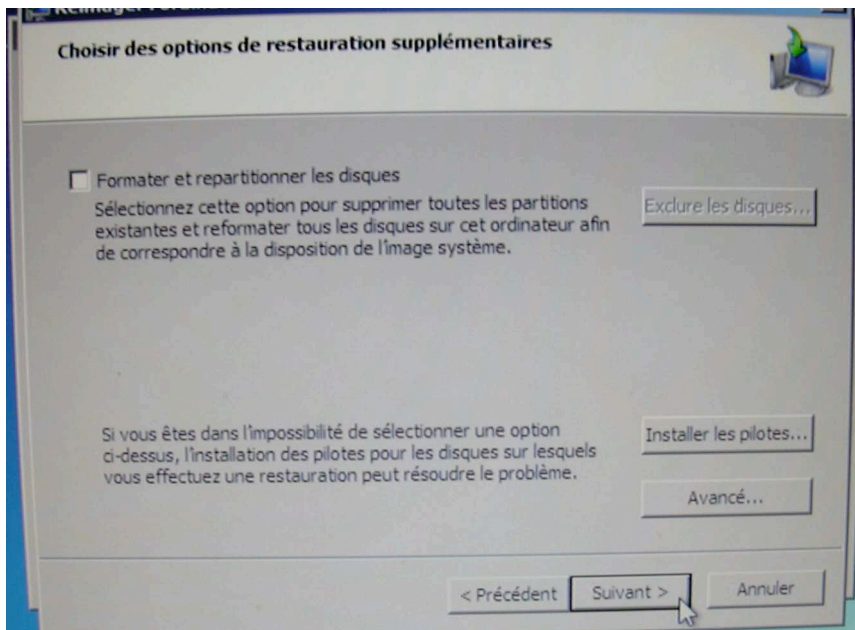 Choisir des options de restauration supplémentaires
Formater et repartitionner les disques
Sélectionnez cette option pour supprimer toutes les partitions
existantes et reformater tous les disques sur cet ordinateur afin
de correspondre à la disposition de l'image système.
Exclure les disques...
Si vous êtes dans l'impossibilité de sélectionner une option
ci-dessus, l'installation des pilotes pour les disques sur lesquels
vous effectuez une restauration peut résoudre le problème.
Installer les pilotes...
Avancé...
< Précédent
Suivant >
Annuler